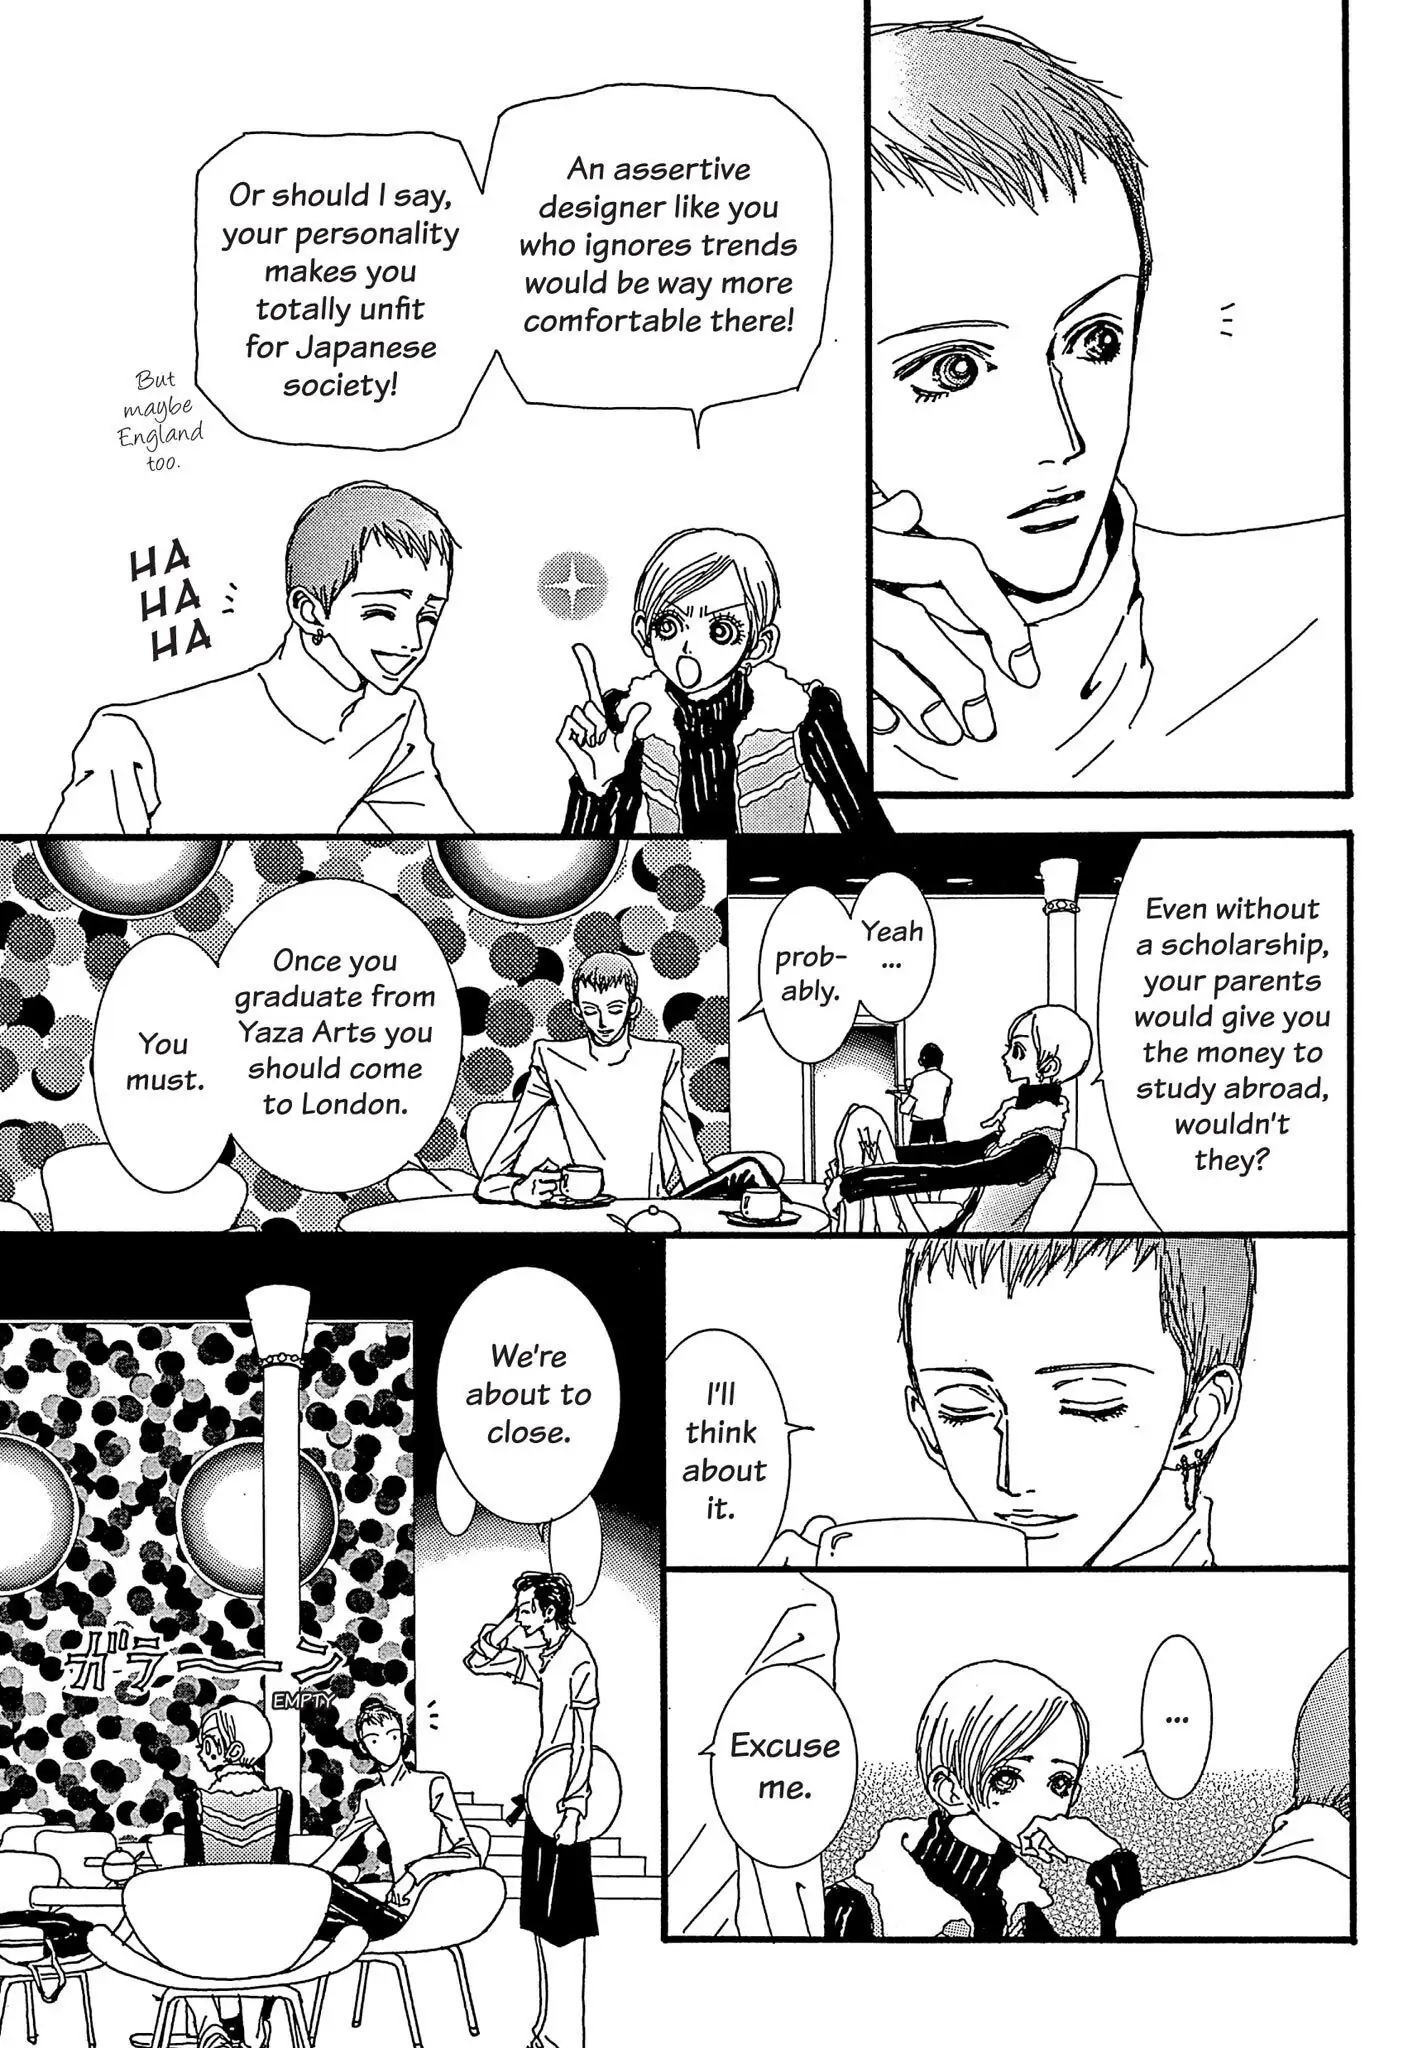 An assertive
designer like you
who ignores trends
would be way more
comfortable there!
Or should I say,
your personality
makes you
totally unfit
for Japanese
society!
But
maybe
England
too.
HA
HA
HA
Even without
a scholarship,
your parents
would give you
the money to
study abroad,
wouldn't
they?
Yeah
...
prob-
ably.
Once you
graduate from
Yaza Arts you
should come
to London.
You
must.
I'll
think
about
it.
...
Excuse
me.
We're
about to
close.
ガラーーン
EMPTY